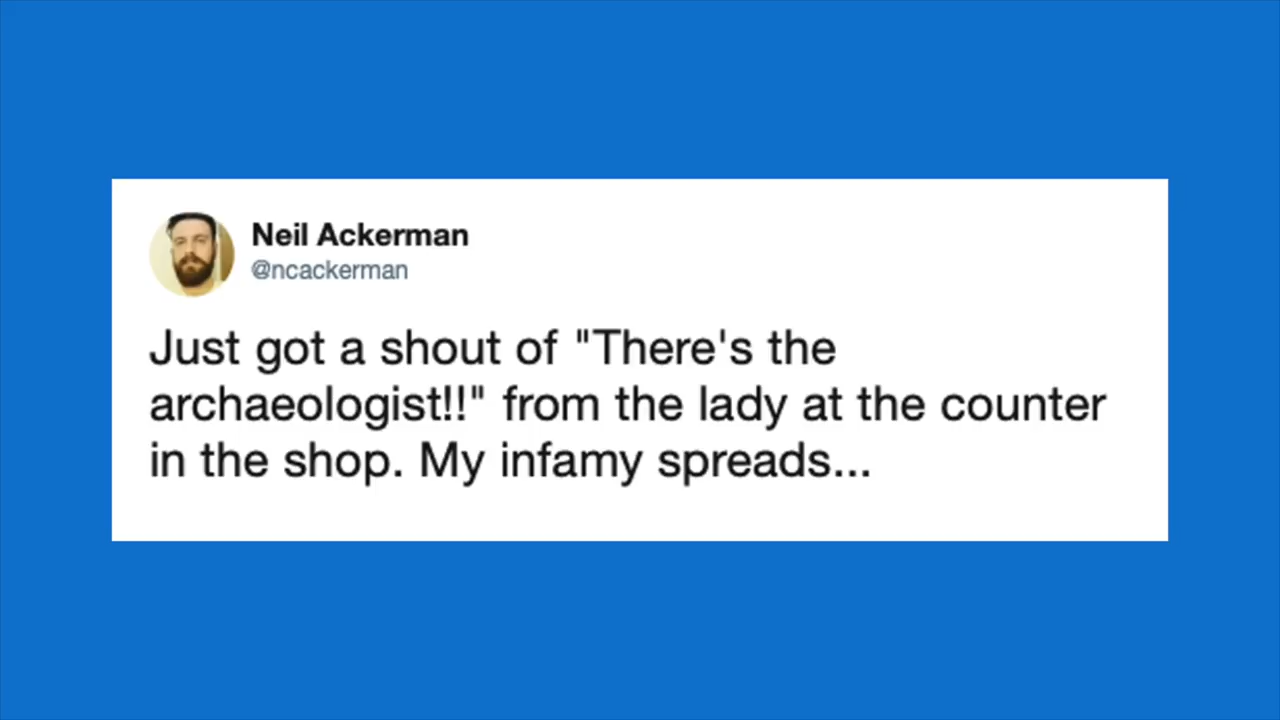 Neil Ackerman
@ncackerman
Just got a shout of "There's the
archaeologist!!" from the lady at the counter
in the shop. My infamy spreads...